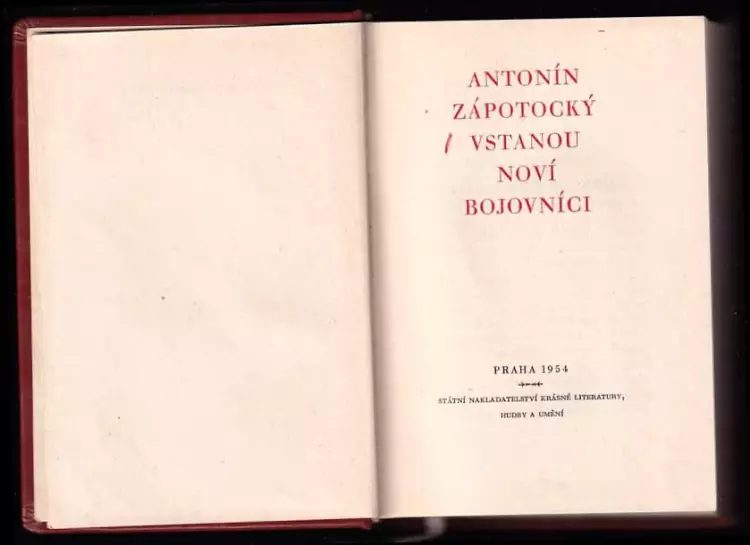 ANTONÍN
ZÁPOTOCKÝ
VSTANOU
NOVÍ
BOJOVNÍCI
PRAHA 1954
STÁTNÍ NAKLADATELSTVÍ KRÁSNÉ LITERATURY,
HUDBY A UMĚNÍ